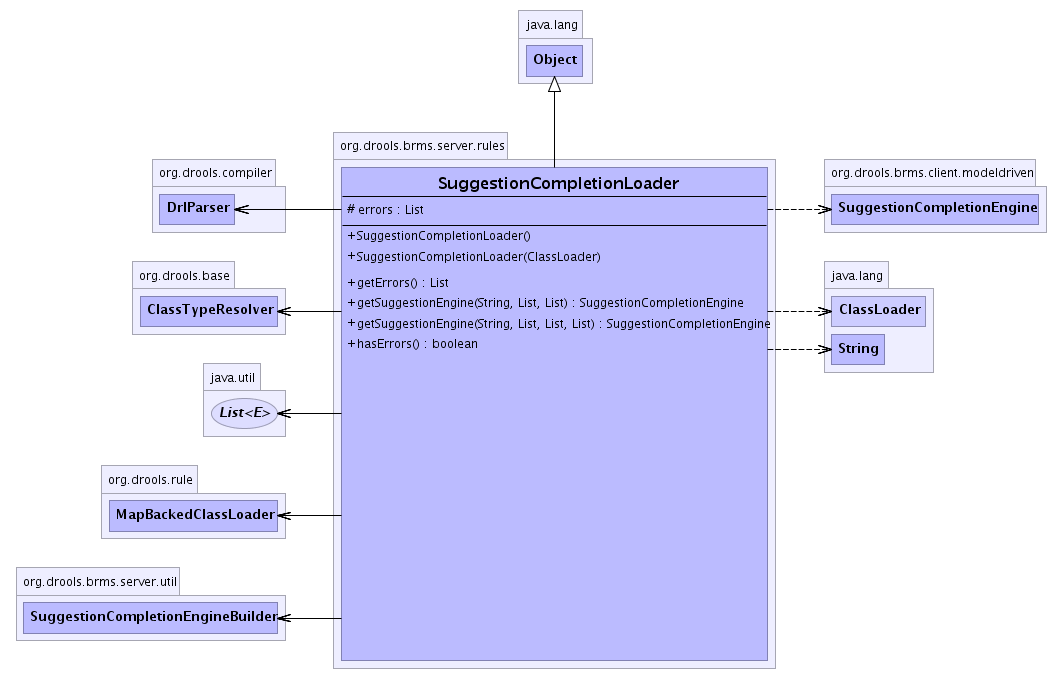 java.lang
Object
org.drools.brms.server.rules
SuggestionCompletionLoader
# errors : List
+SuggestionCompletionLoader()
+SuggestionCompletionLoader(ClassLoader)
+getErrors() : List
+getSuggestionEngine(String, List, List) : SuggestionCompletionEngine
+getSuggestionEngine(String, List, List, List) : SuggestionCompletionEngine
+hasErrors() : boolean
org.drools.compiler
DrlParser
org.drools.base
ClassTypeResolver
java.util
List<E>
org.drools.rule
MapBackedClassLoader
org.drools.brms.server.util
SuggestionCompletionEngineBuilder
org.drools.brms.client.modeldriven
SuggestionCompletionEngine
java.lang
ClassLoader
String